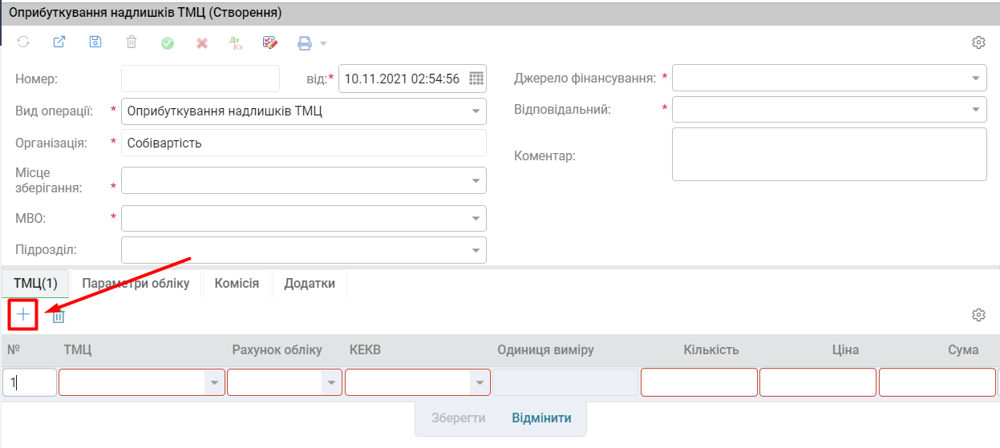 Оприбуткування надлишків ТМЦ (Створення)
Дт Кт
Номер:
від:* 10.11.2021 02:54:56
Вид операції: * Оприбуткування надлишків ТМЦ
Організація: * Собівартість
Місце
зберігання: *
МВО: *
Підрозділ:
Джерело фінансування: *
Відповідальний: *
Коментар:
ТМЦ(1) Параметри обліку Комісія Додатки
№ ТМЦ Рахунок обліку КЕКВ Одиниця виміру Кількість Ціна Сума
1
Зберегти Відмінити